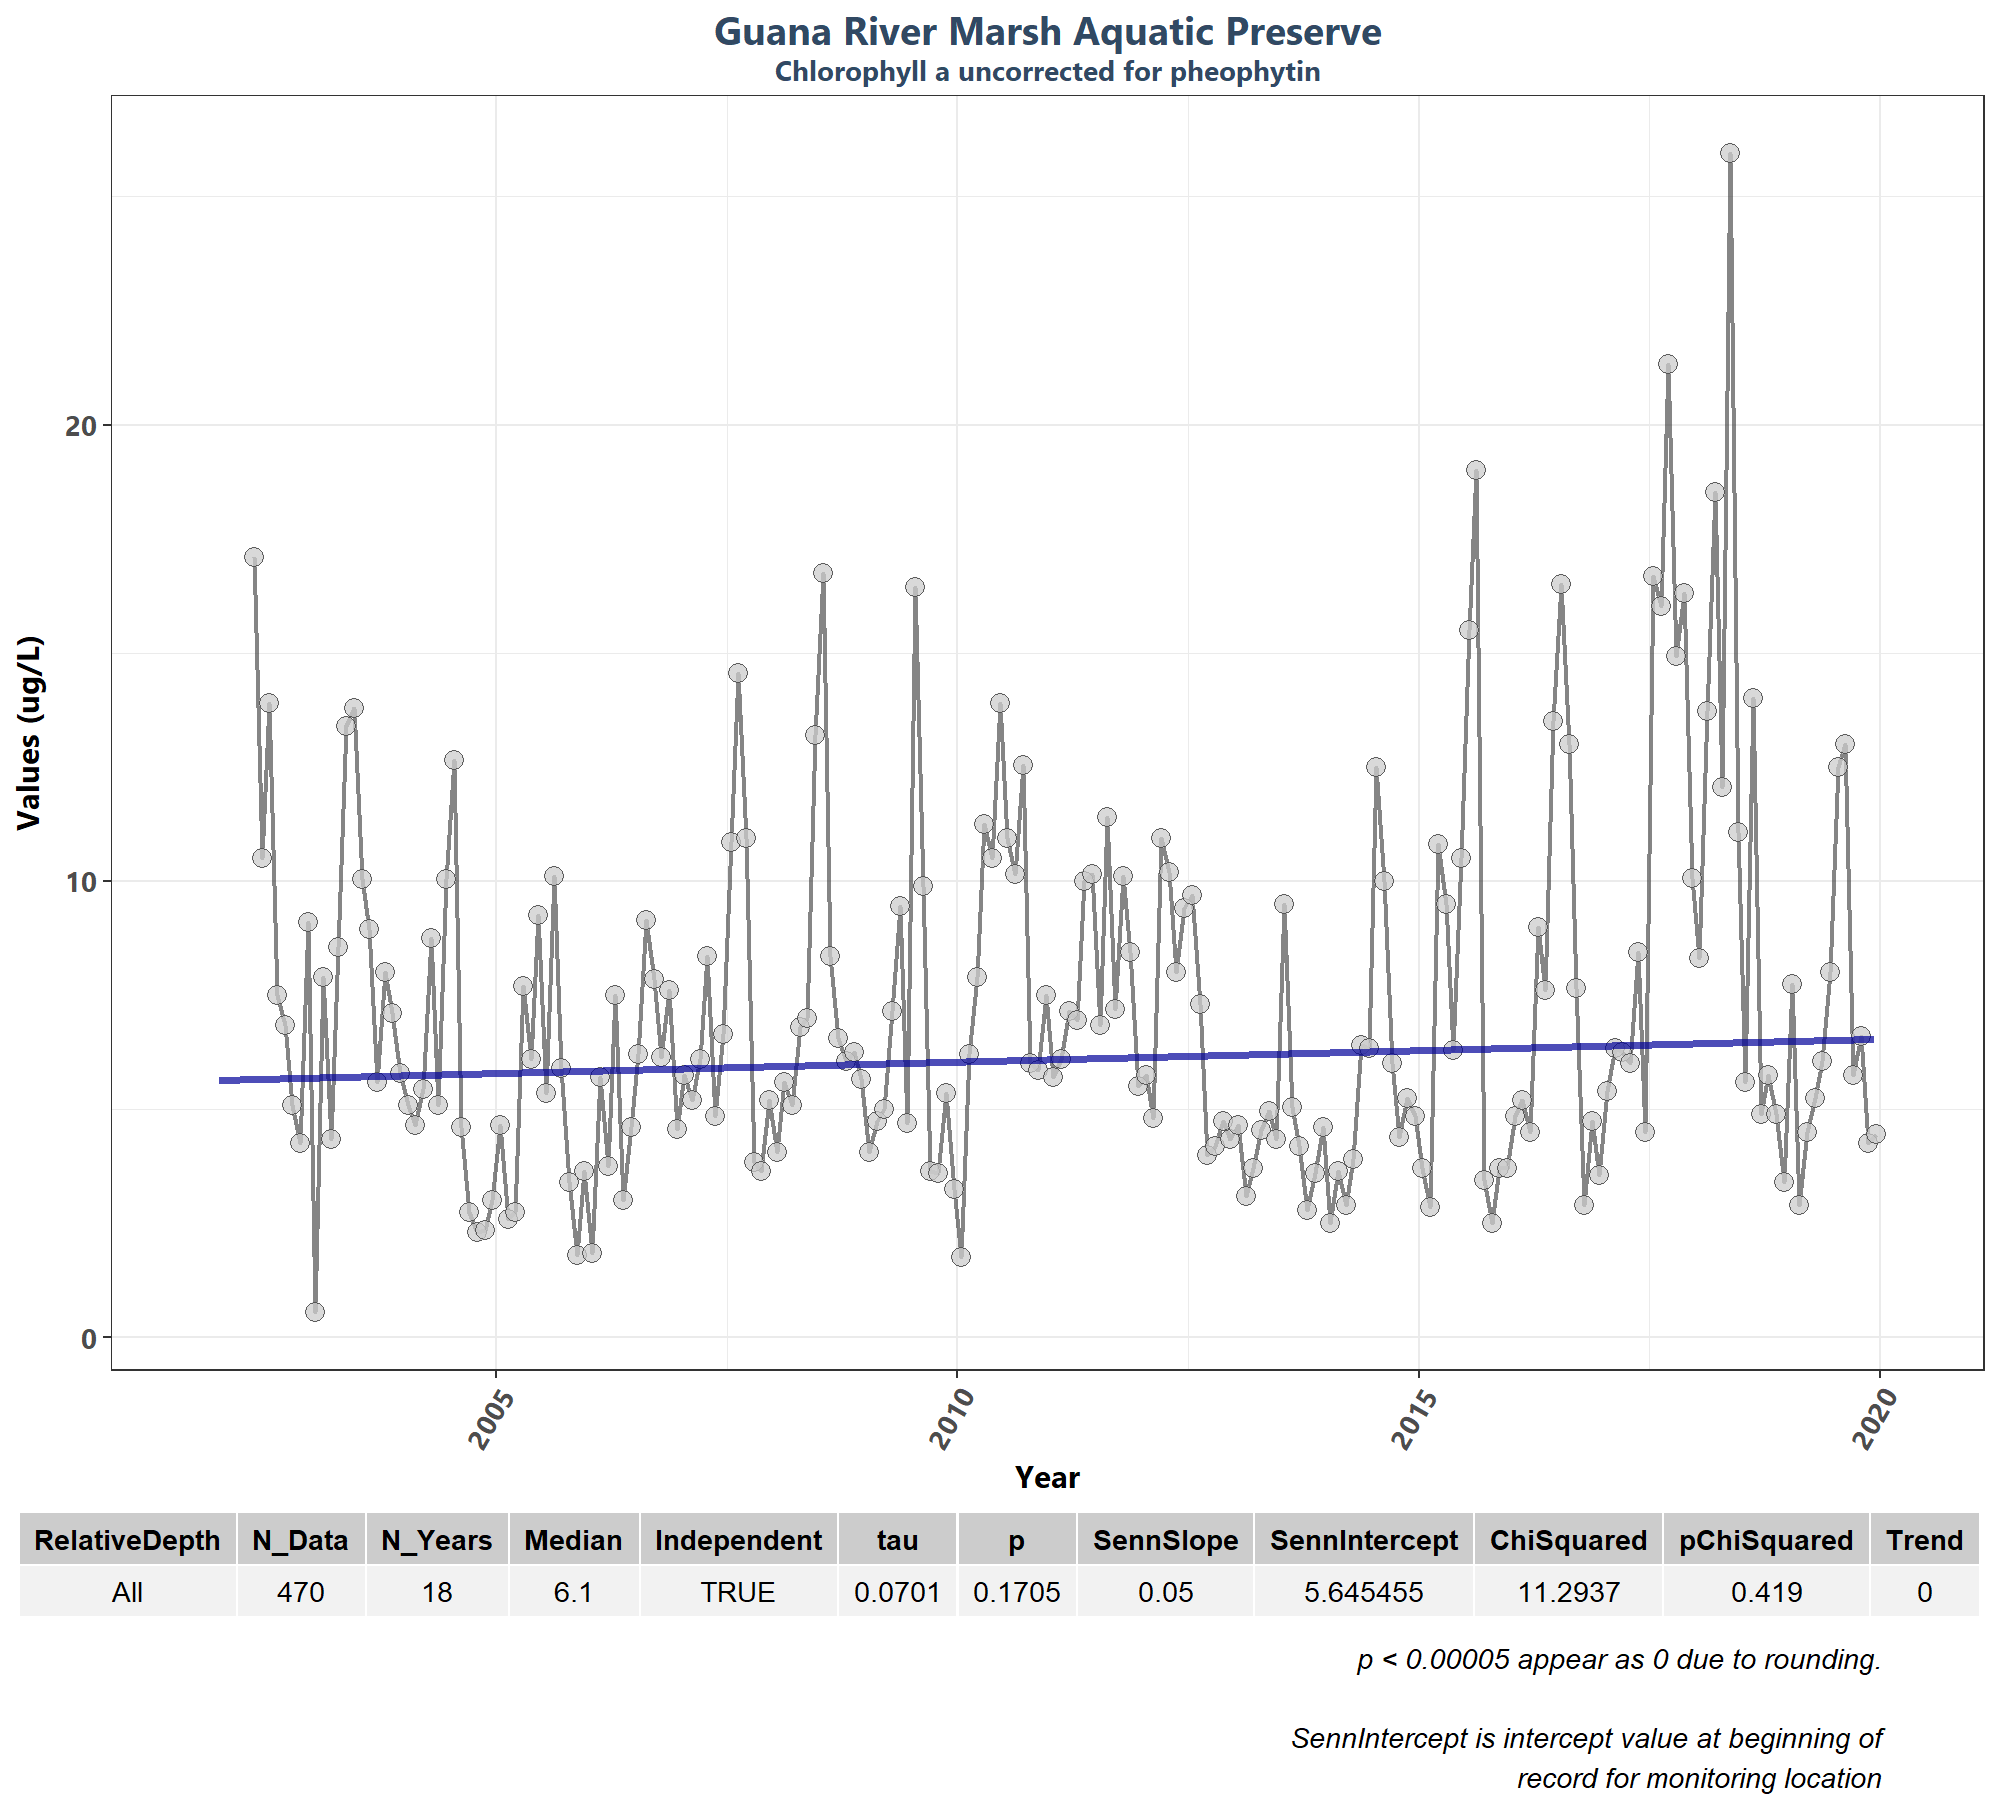 Guana River Marsh Aquatic Preserve
Chlorophyll a uncorrected for pheophytin
Values (ug/L)
20
10
0
2005 2010 2015 2020
Year
RelativeDepth N_Data N_Years Median Independent tau p SennSlope SennIntercept ChiSquared pChiSquared Trend
All 470 18 6.1 TRUE 0.0701 0.1705 0.05 5.645455 11.2937 0.419 0
p < 0.00005 appear as 0 due to rounding.
SennIntercept is intercept value at beginning of
record for monitoring location